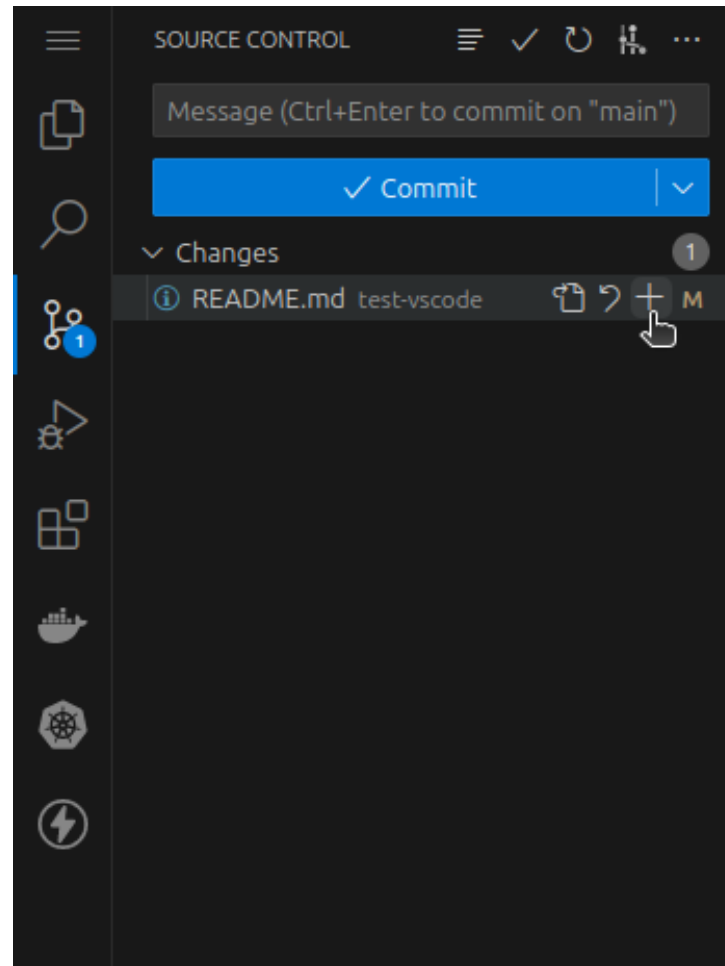 SOURCE CONTROL
Message (Ctrl+Enter to commit on "main")
Commit
Changes 1
README.md test-vscode M
1